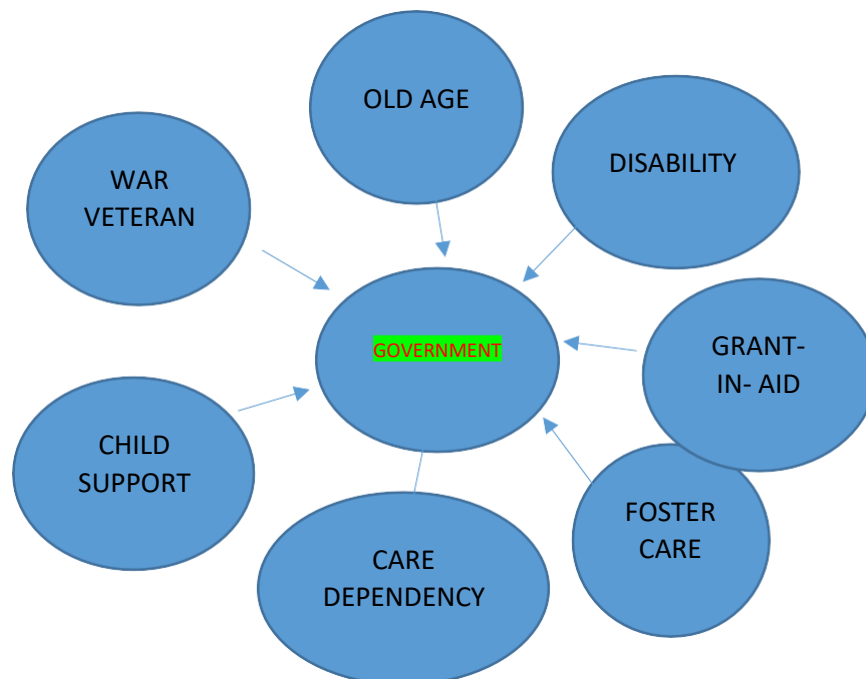 OLD AGE
DISABILITY
WAR
VETERAN
GOVERNMENT
GRANT-
IN- AID
CHILD
SUPPORT
FOSTER
CARE
CARE
DEPENDENCY